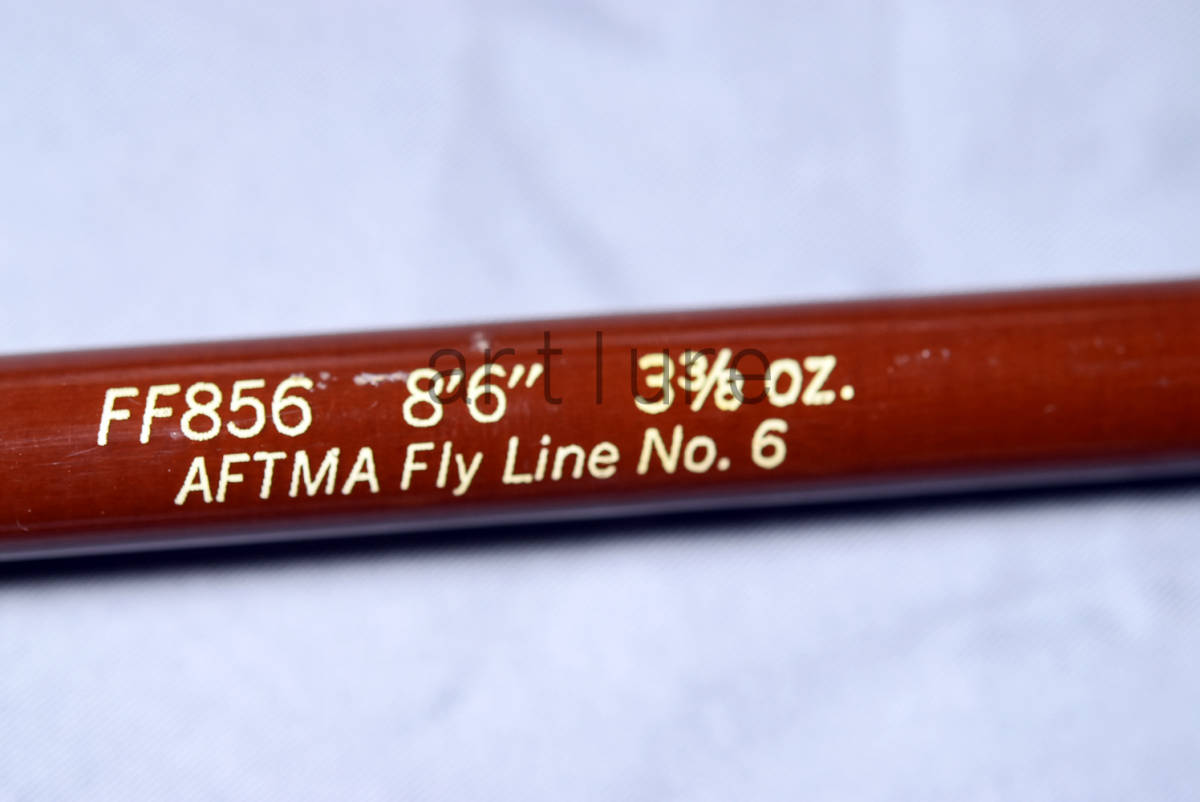 FF856 8″6″ 3⅜ oz.
AFTMA Fly Line No. 6
art lure